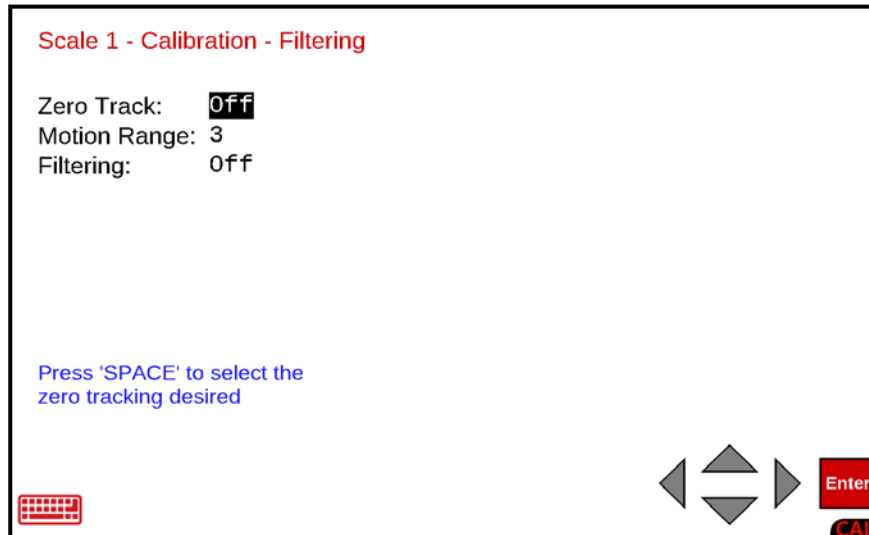 Scale 1 - Calibration - Filtering
Zero Track: Off
Motion Range: 3
Filtering: Off
Press 'SPACE' to select the
zero tracking desired
Enter